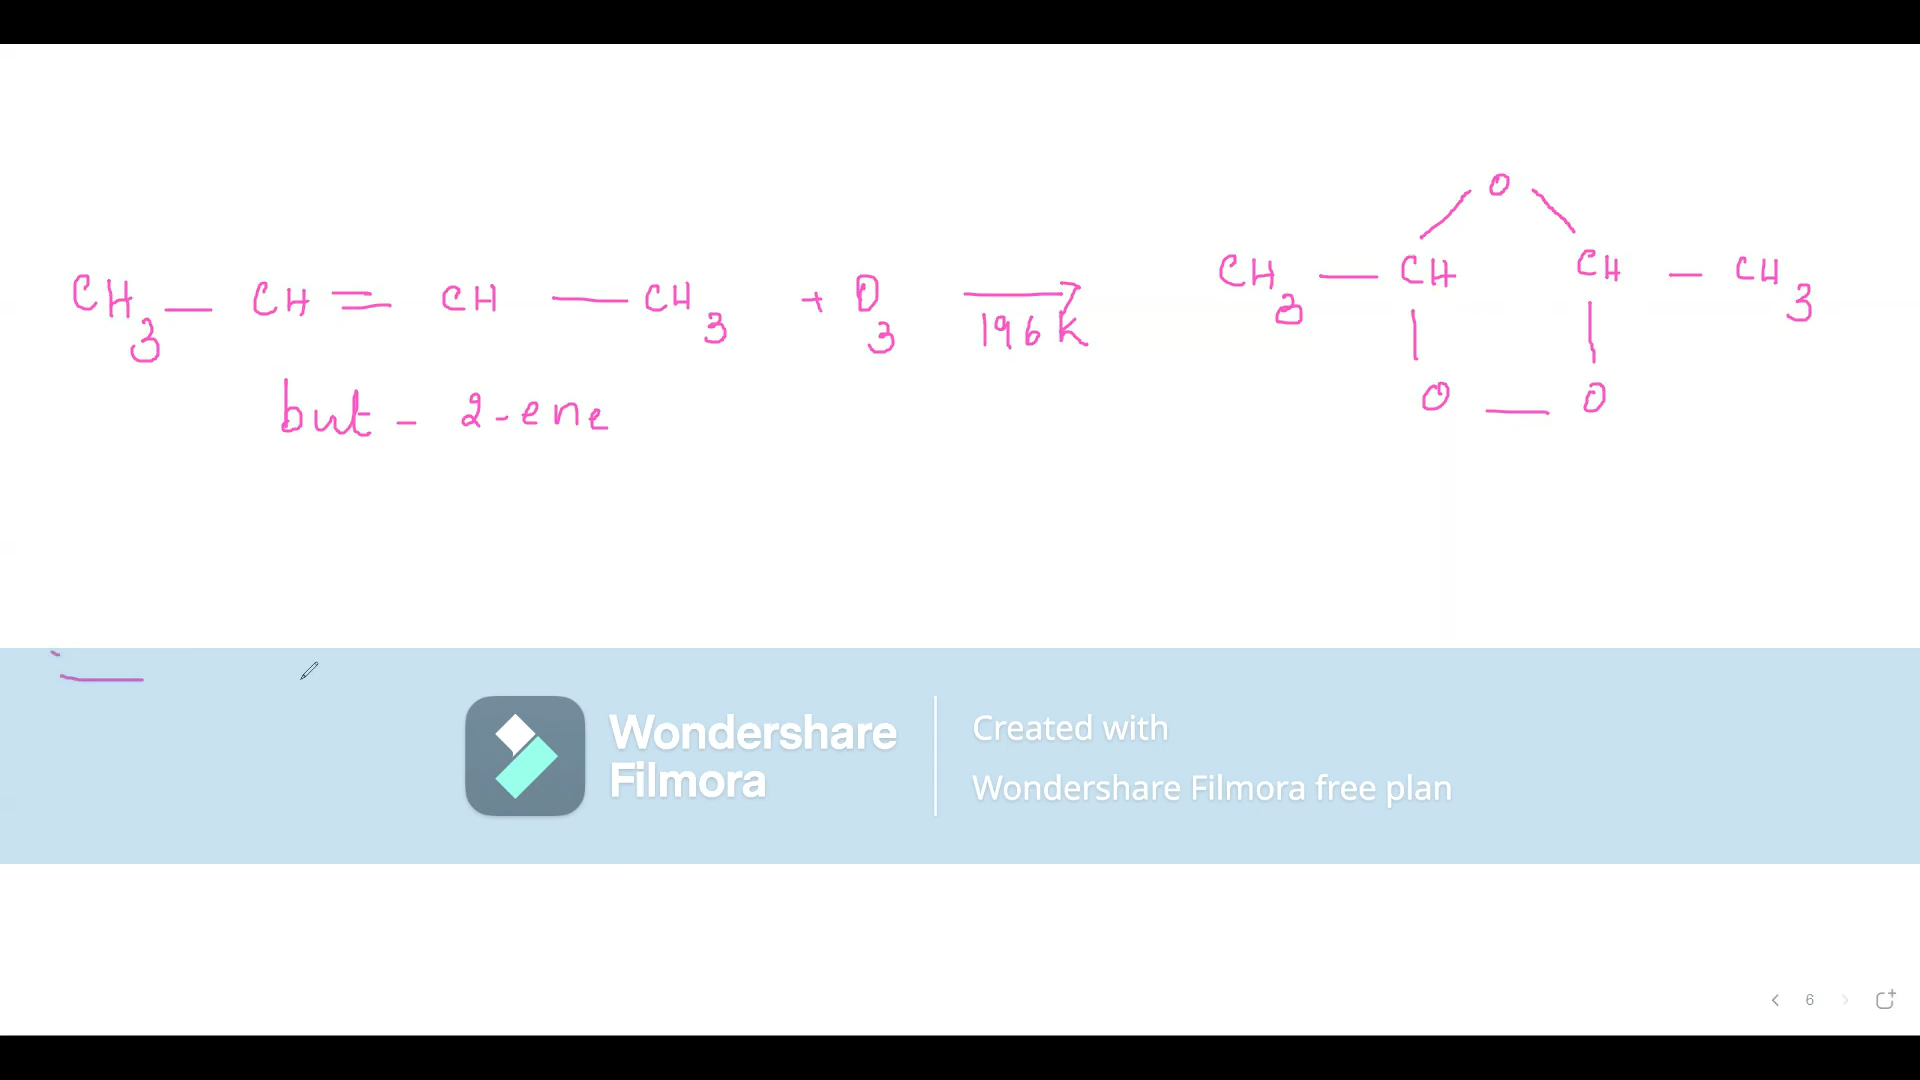 O
CH3 — CH = CH — CH3 + O3 → CH3 — CH CH — CH3
196 K
O — O
but - 2-ene
Wondershare
Filmora
Created with
Wondershare Filmora free plan
6